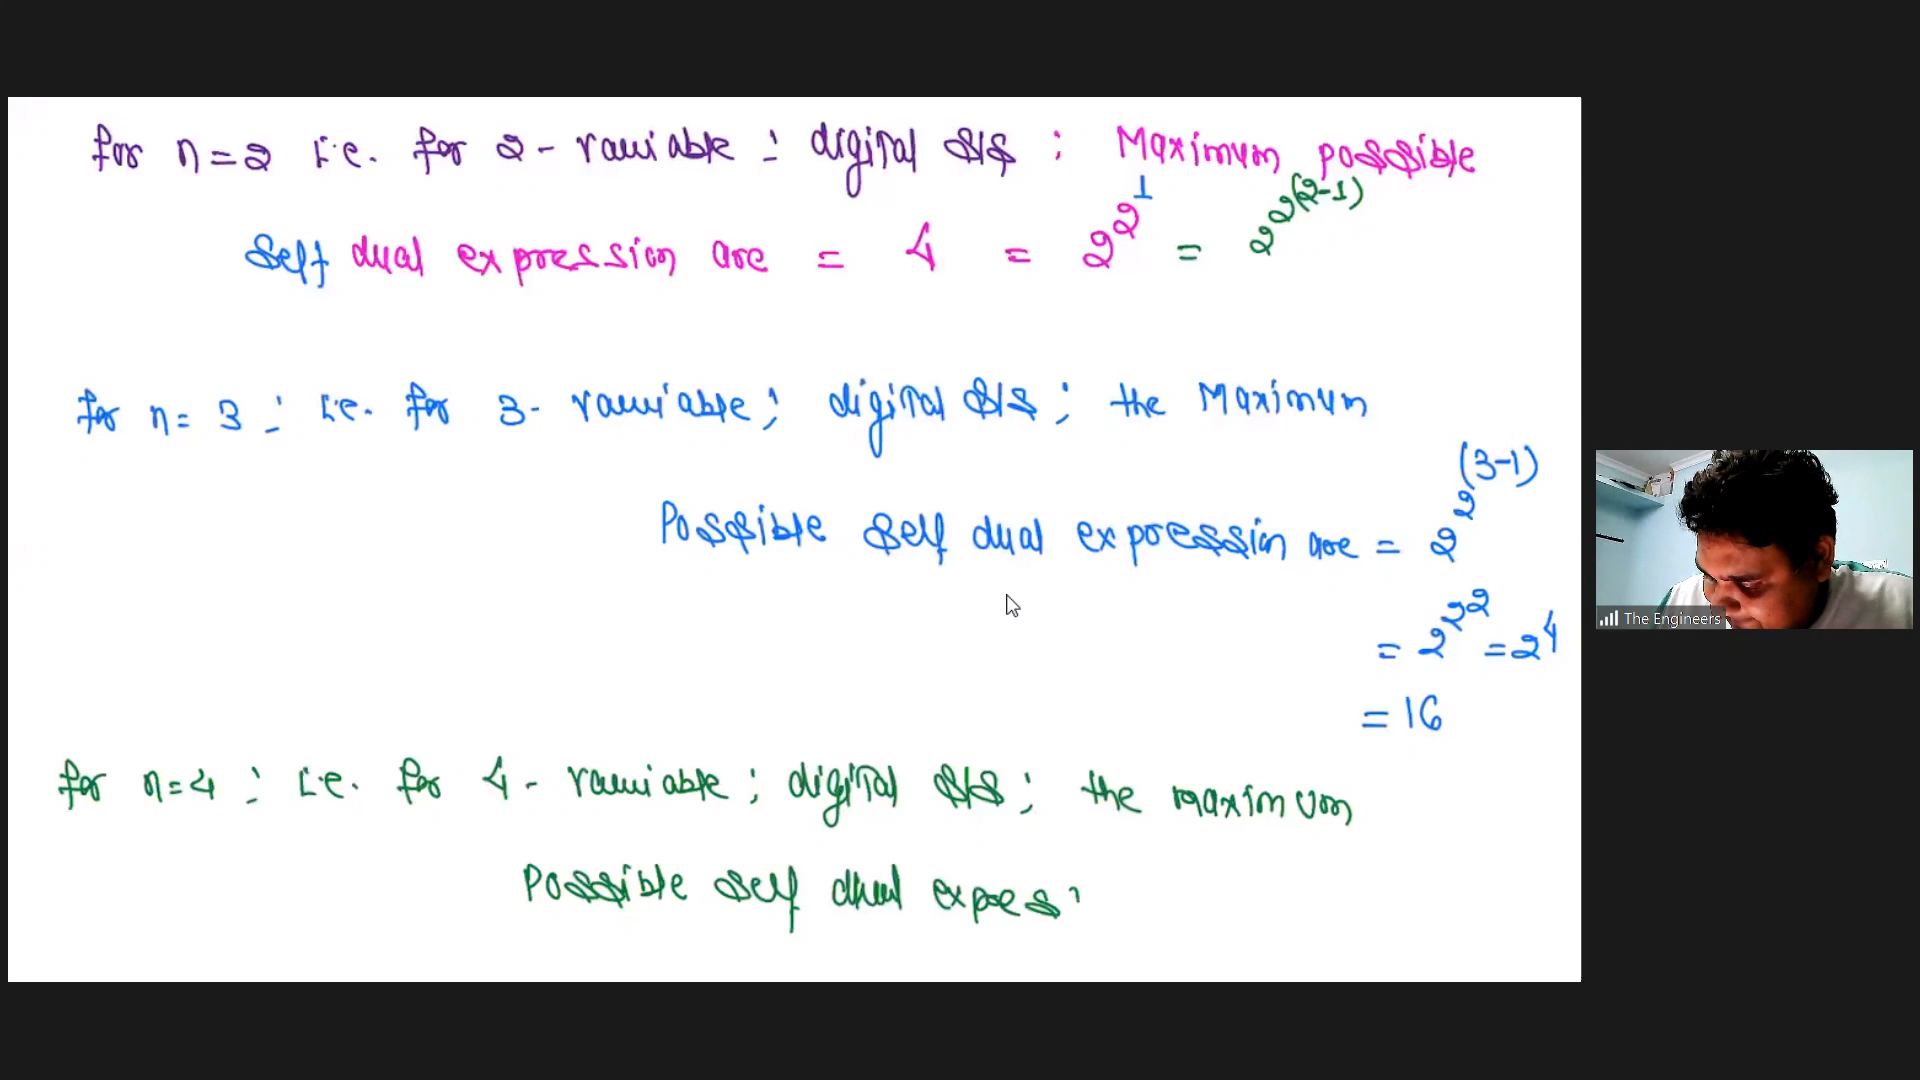 for n=2 i.e. for 2-variable : digital S/S : Maximum possible
Self dual expression are = 4 = 2^2^1 = 2^2^(2-1)
for n=3 : i.e. for 3-variable ; digital S/S ; the Maximum
Possible Self dual expression are = 2^2^(3-1)
= 2^2^2 = 2^4
= 16
for n=4 : i.e. for 4-variable ; digital S/S ; the maximum
Possible Self dual expres
The Engineers